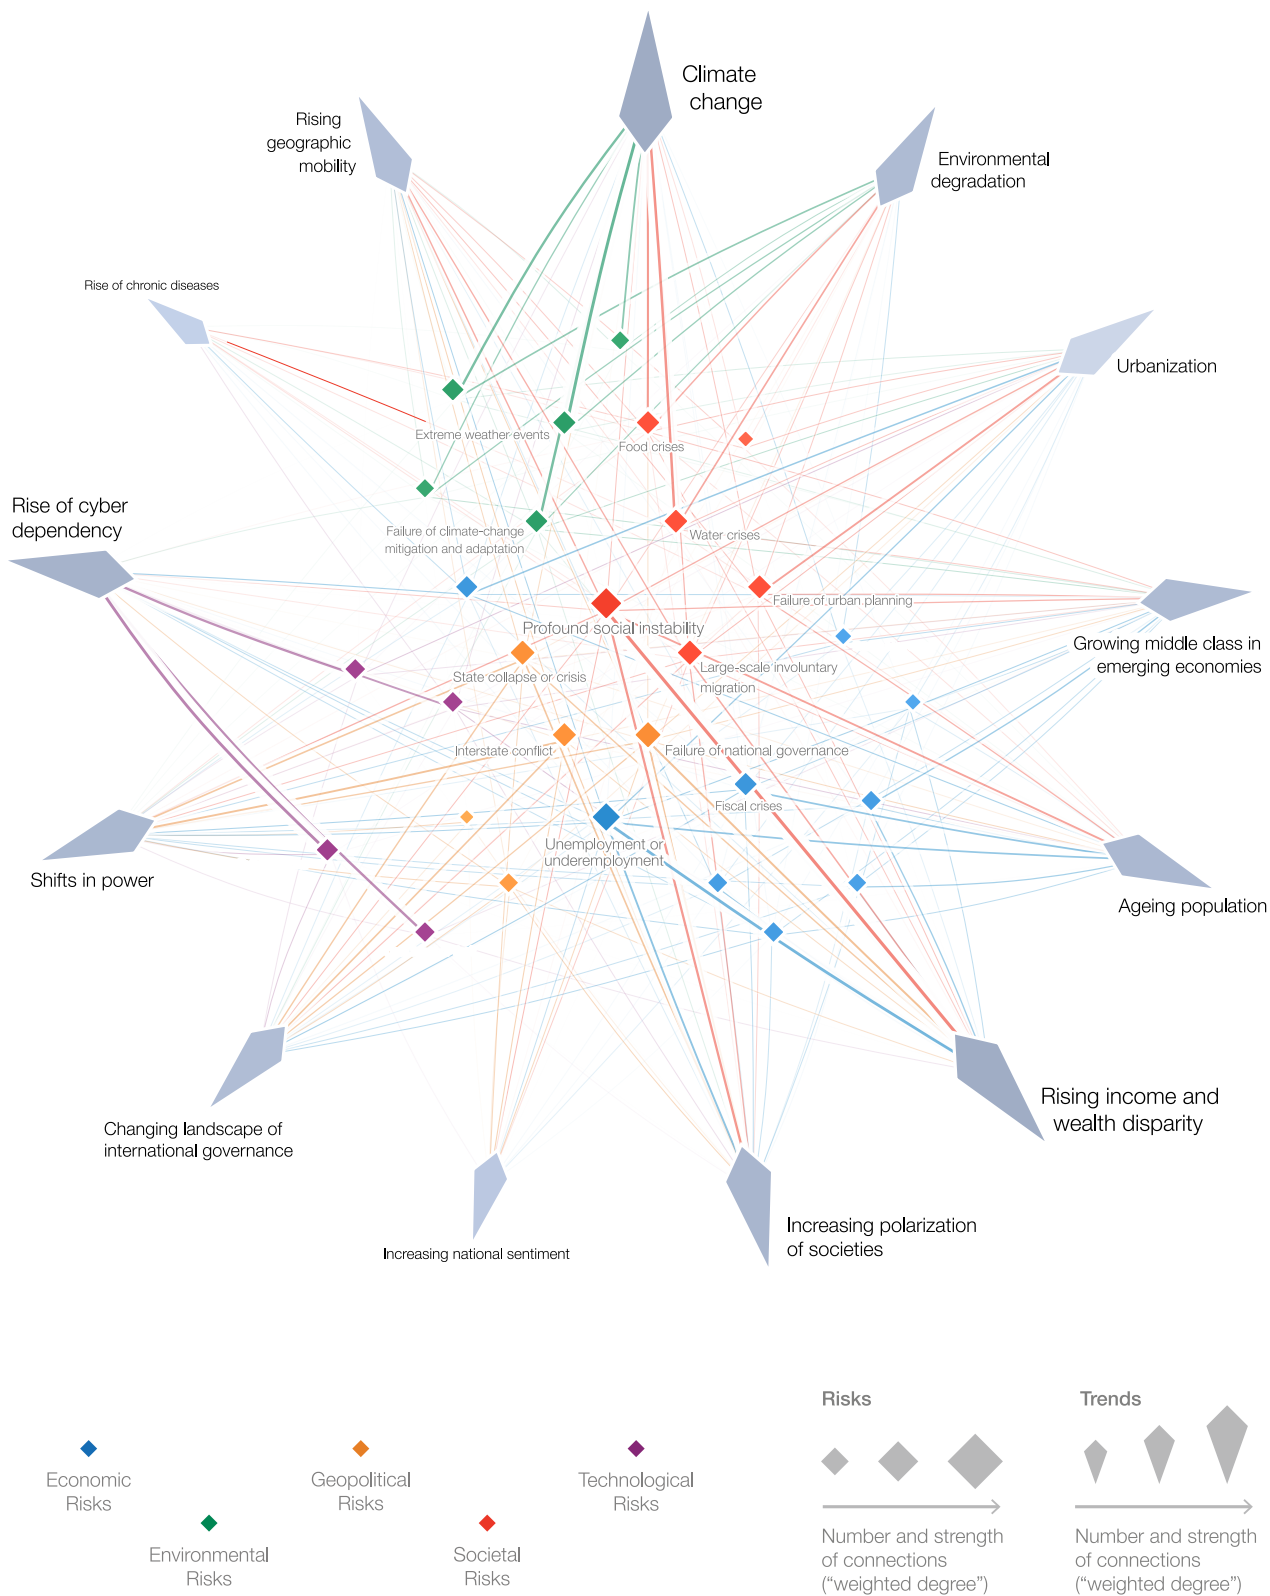 Climate
change
Rising
geographic
mobility
Environmental
degradation
Rise of chronic diseases
Urbanization
Extreme weather events
Food crises
Rise of cyber
dependency
Failure of climate-change
mitigation and adaptation
Water crises
Failure of urban planning
Profound social instability
Growing middle class in
emerging economies
State collapse or crisis
Large-scale involuntary
migration
Interstate conflict
Failure of national governance
Fiscal crises
Unemployment or
underemployment
Shifts in power
Ageing population
Rising income and
wealth disparity
Changing landscape of
international governance
Increasing polarization
of societies
Increasing national sentiment
Risks
Trends
Economic
Risks
Geopolitical
Risks
Technological
Risks
Environmental
Risks
Societal
Risks
Number and strength
of connections
("weighted degree")
Number and strength
of connections
("weighted degree")